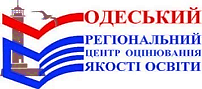 ОДЕСЬКИЙ
РЕГІОНАЛЬНИЙ
ЦЕНТР ОЦІНЮВАННЯ
ЯКОСТІ ОСВІТИ